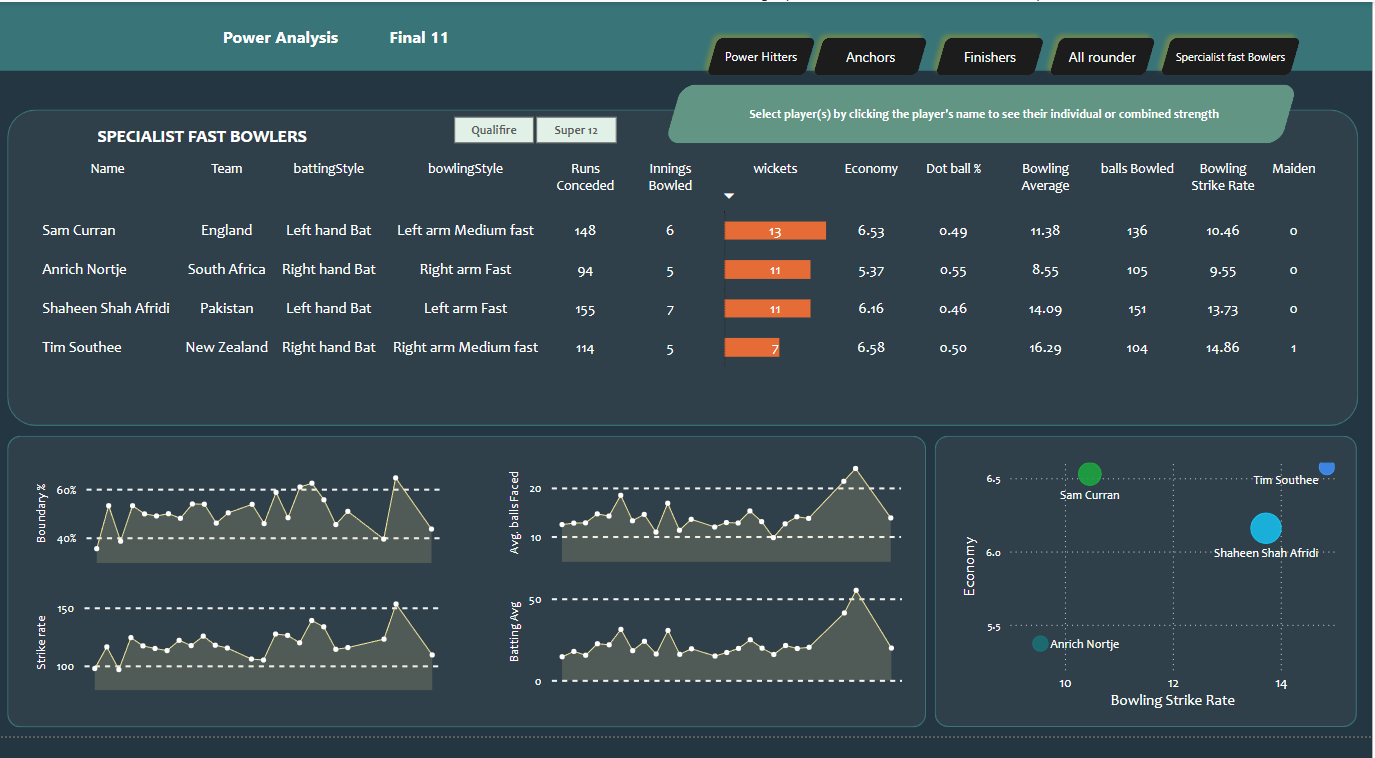 Power Analysis Final 11
Power Hitters Anchors Finishers All rounder Spercialist fast Bowlers
Select player(s) by clicking the player's name to see their individual or combined strength
SPECIALIST FAST BOWLERS
Qualifire Super 12
Name Team battingStyle bowlingStyle Runs Conceded Innings Bowled wickets Economy Dot ball % Bowling Average balls Bowled Bowling Strike Rate Maiden
Sam Curran England Left hand Bat Left arm Medium fast 148 6 13 6.53 0.49 11.38 136 10.46 0
Anrich Nortje South Africa Right hand Bat Right arm Fast 94 5 11 5.37 0.55 8.55 105 9.55 0
Shaheen Shah Afridi Pakistan Left hand Bat Left arm Fast 155 7 11 6.16 0.46 14.09 151 13.73 0
Tim Southee New Zealand Right hand Bat Right arm Medium fast 114 5 7 6.58 0.50 16.29 104 14.86 1
Boundary %
60%
40%
Avg. ballsFaced
20
10
Strike rate
150
100
Batting Avg
50
0
Economy
6.5
6.0
5.5
Sam Curran
Tim Southee
Shaheen Shah Afridi
Anrich Nortje
10 12 14
Bowling Strike Rate